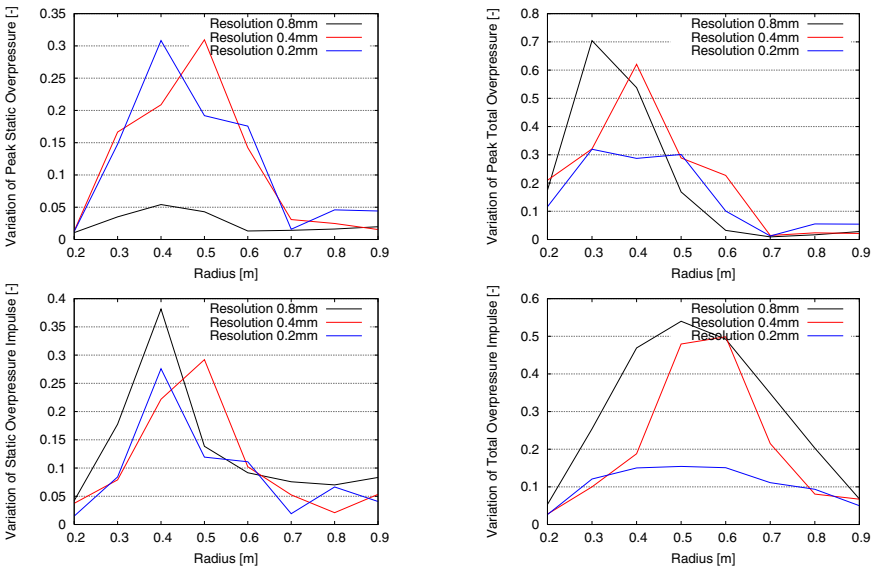 Variation of Peak Static Overpressure [-]
0.35
0.3
0.25
0.2
0.15
0.1
0.05
0
0.2 0.3 0.4 0.5 0.6 0.7 0.8 0.9
Radius [m]
Resolution 0.8mm
Resolution 0.4mm
Resolution 0.2mm
Variation of Peak Total Overpressure [-]
0.8
0.7
0.6
0.5
0.4
0.3
0.2
0.1
0
0.2 0.3 0.4 0.5 0.6 0.7 0.8 0.9
Radius [m]
Resolution 0.8mm
Resolution 0.4mm
Resolution 0.2mm
Variation of Static Overpressure Impulse [-]
0.4
0.35
0.3
0.25
0.2
0.15
0.1
0.05
0
0.2 0.3 0.4 0.5 0.6 0.7 0.8 0.9
Radius [m]
Resolution 0.8mm
Resolution 0.4mm
Resolution 0.2mm
Variation of Total Overpressure Impulse [-]
0.6
0.5
0.4
0.3
0.2
0.1
0
0.2 0.3 0.4 0.5 0.6 0.7 0.8 0.9
Radius [m]
Resolution 0.8mm
Resolution 0.4mm
Resolution 0.2mm